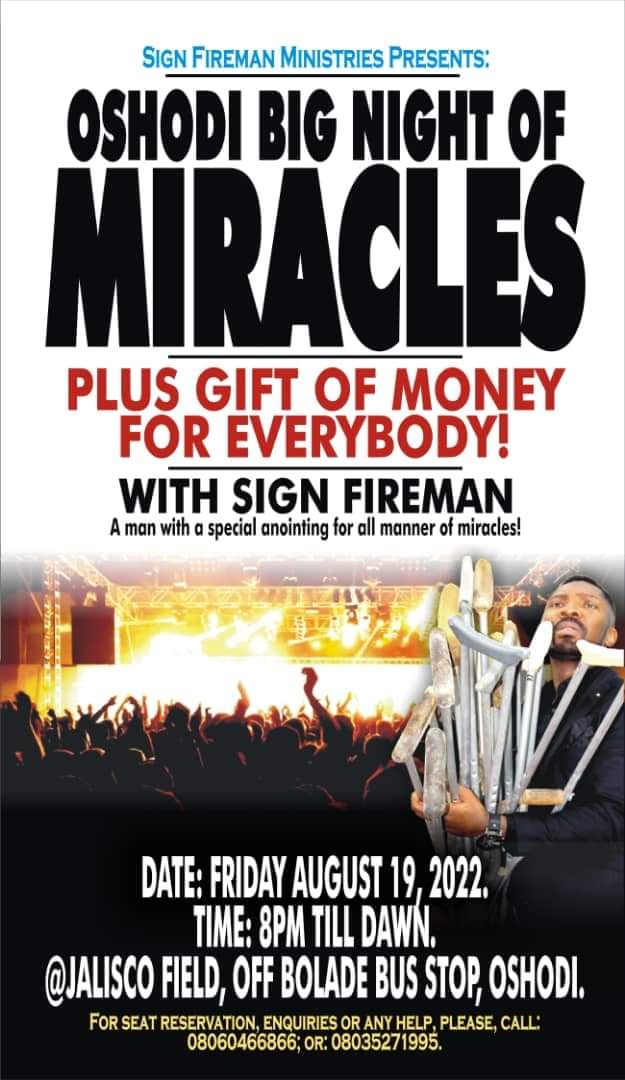 SIGN FIREMAN MINISTRIES PRESENTS:
OSHODI BIG NIGHT OF
MIRACLES
PLUS GIFT OF MONEY
FOR EVERYBODY!
WITH SIGN FIREMAN
A man with a special anointing for all manner of miracles!
DATE: FRIDAY AUGUST 19, 2022.
TIME: 8PM TILL DAWN.
@JALISCO FIELD, OFF BOLADE BUS STOP, OSHODI.
FOR SEAT RESERVATION, ENQUIRIES OR ANY HELP, PLEASE, CALL:
08060466866; OR: 08035271995.